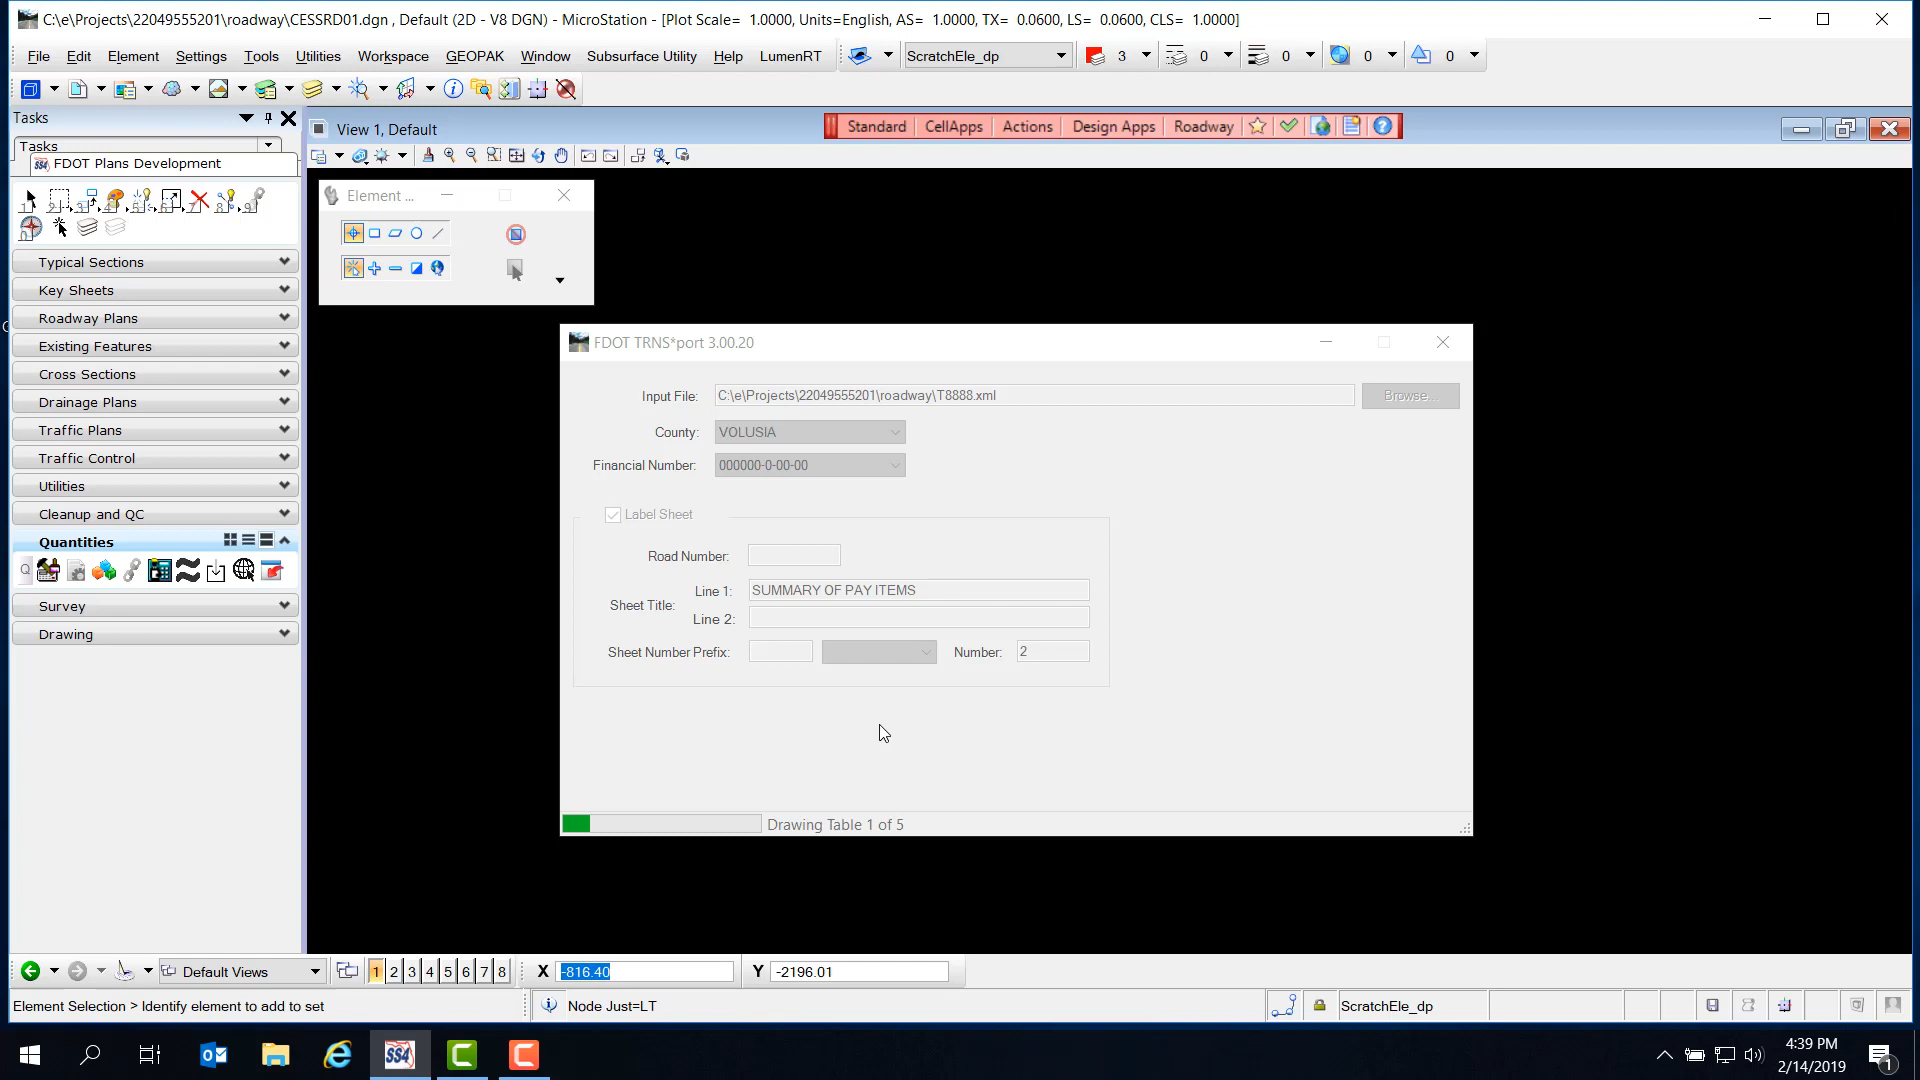 C:\e\Projects\22049555201\roadway\CESSRD01.dgn , Default (2D - V8 DGN) - MicroStation - [Plot Scale= 1.0000, Units=English, AS= 1.0000, TX= 0.0600, LS= 0.0600, CLS= 1.0000]
File Edit Element Settings Tools Utilities Workspace GEOPAK Window Subsurface Utility Help LumenRT ScratchEle_dp 3 0 0 0 0
Tasks
View 1, Default
Standard CellApps Actions Design Apps Roadway
Tasks
FDOT Plans Development
Element ...
Typical Sections
Key Sheets
Roadway Plans
Existing Features
Cross Sections
Drainage Plans
Traffic Plans
Traffic Control
Utilities
Cleanup and QC
Quantities
Q
Survey
Drawing
FDOT TRNS*port 3.00.20
Input File: C:\e\Projects\22049555201\roadway\T8888.xml Browse...
County: VOLUSIA
Financial Number: 000000-0-00-00
Label Sheet
Road Number:
Line 1: SUMMARY OF PAY ITEMS
Sheet Title:
Line 2:
Sheet Number Prefix: Number: 2
Drawing Table 1 of 5
Default Views 1 2 3 4 5 6 7 8 X -816.40 Y -2196.01
Element Selection > Identify element to add to set Node Just=LT ScratchEle_dp
SS4
4:39 PM
2/14/2019
1